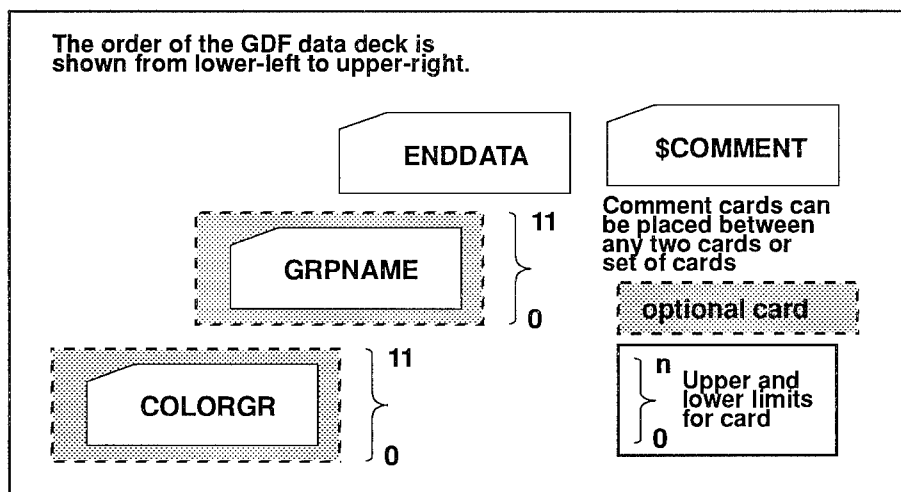 The order of the GDF data deck is
shown from lower-left to upper-right.
ENDDATA
$COMMENT
Comment cards can
be placed between
any two cards or
set of cards
11
GRPNAME
0
optional card
11
COLORGR
0
n
Upper and
lower limits
for card
0